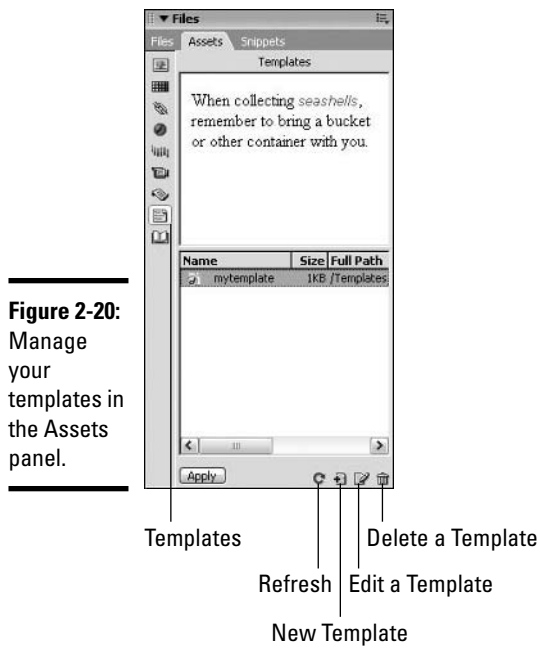 Files
Files Assets Snippets
Templates
When collecting seashells,
remember to bring a bucket
or other container with you.
Name Size Full Path
mytemplate 1KB /Templates
Apply
Figure 2-20:
Manage
your
templates in
the Assets
panel.
Templates
Delete a Template
Refresh
Edit a Template
New Template